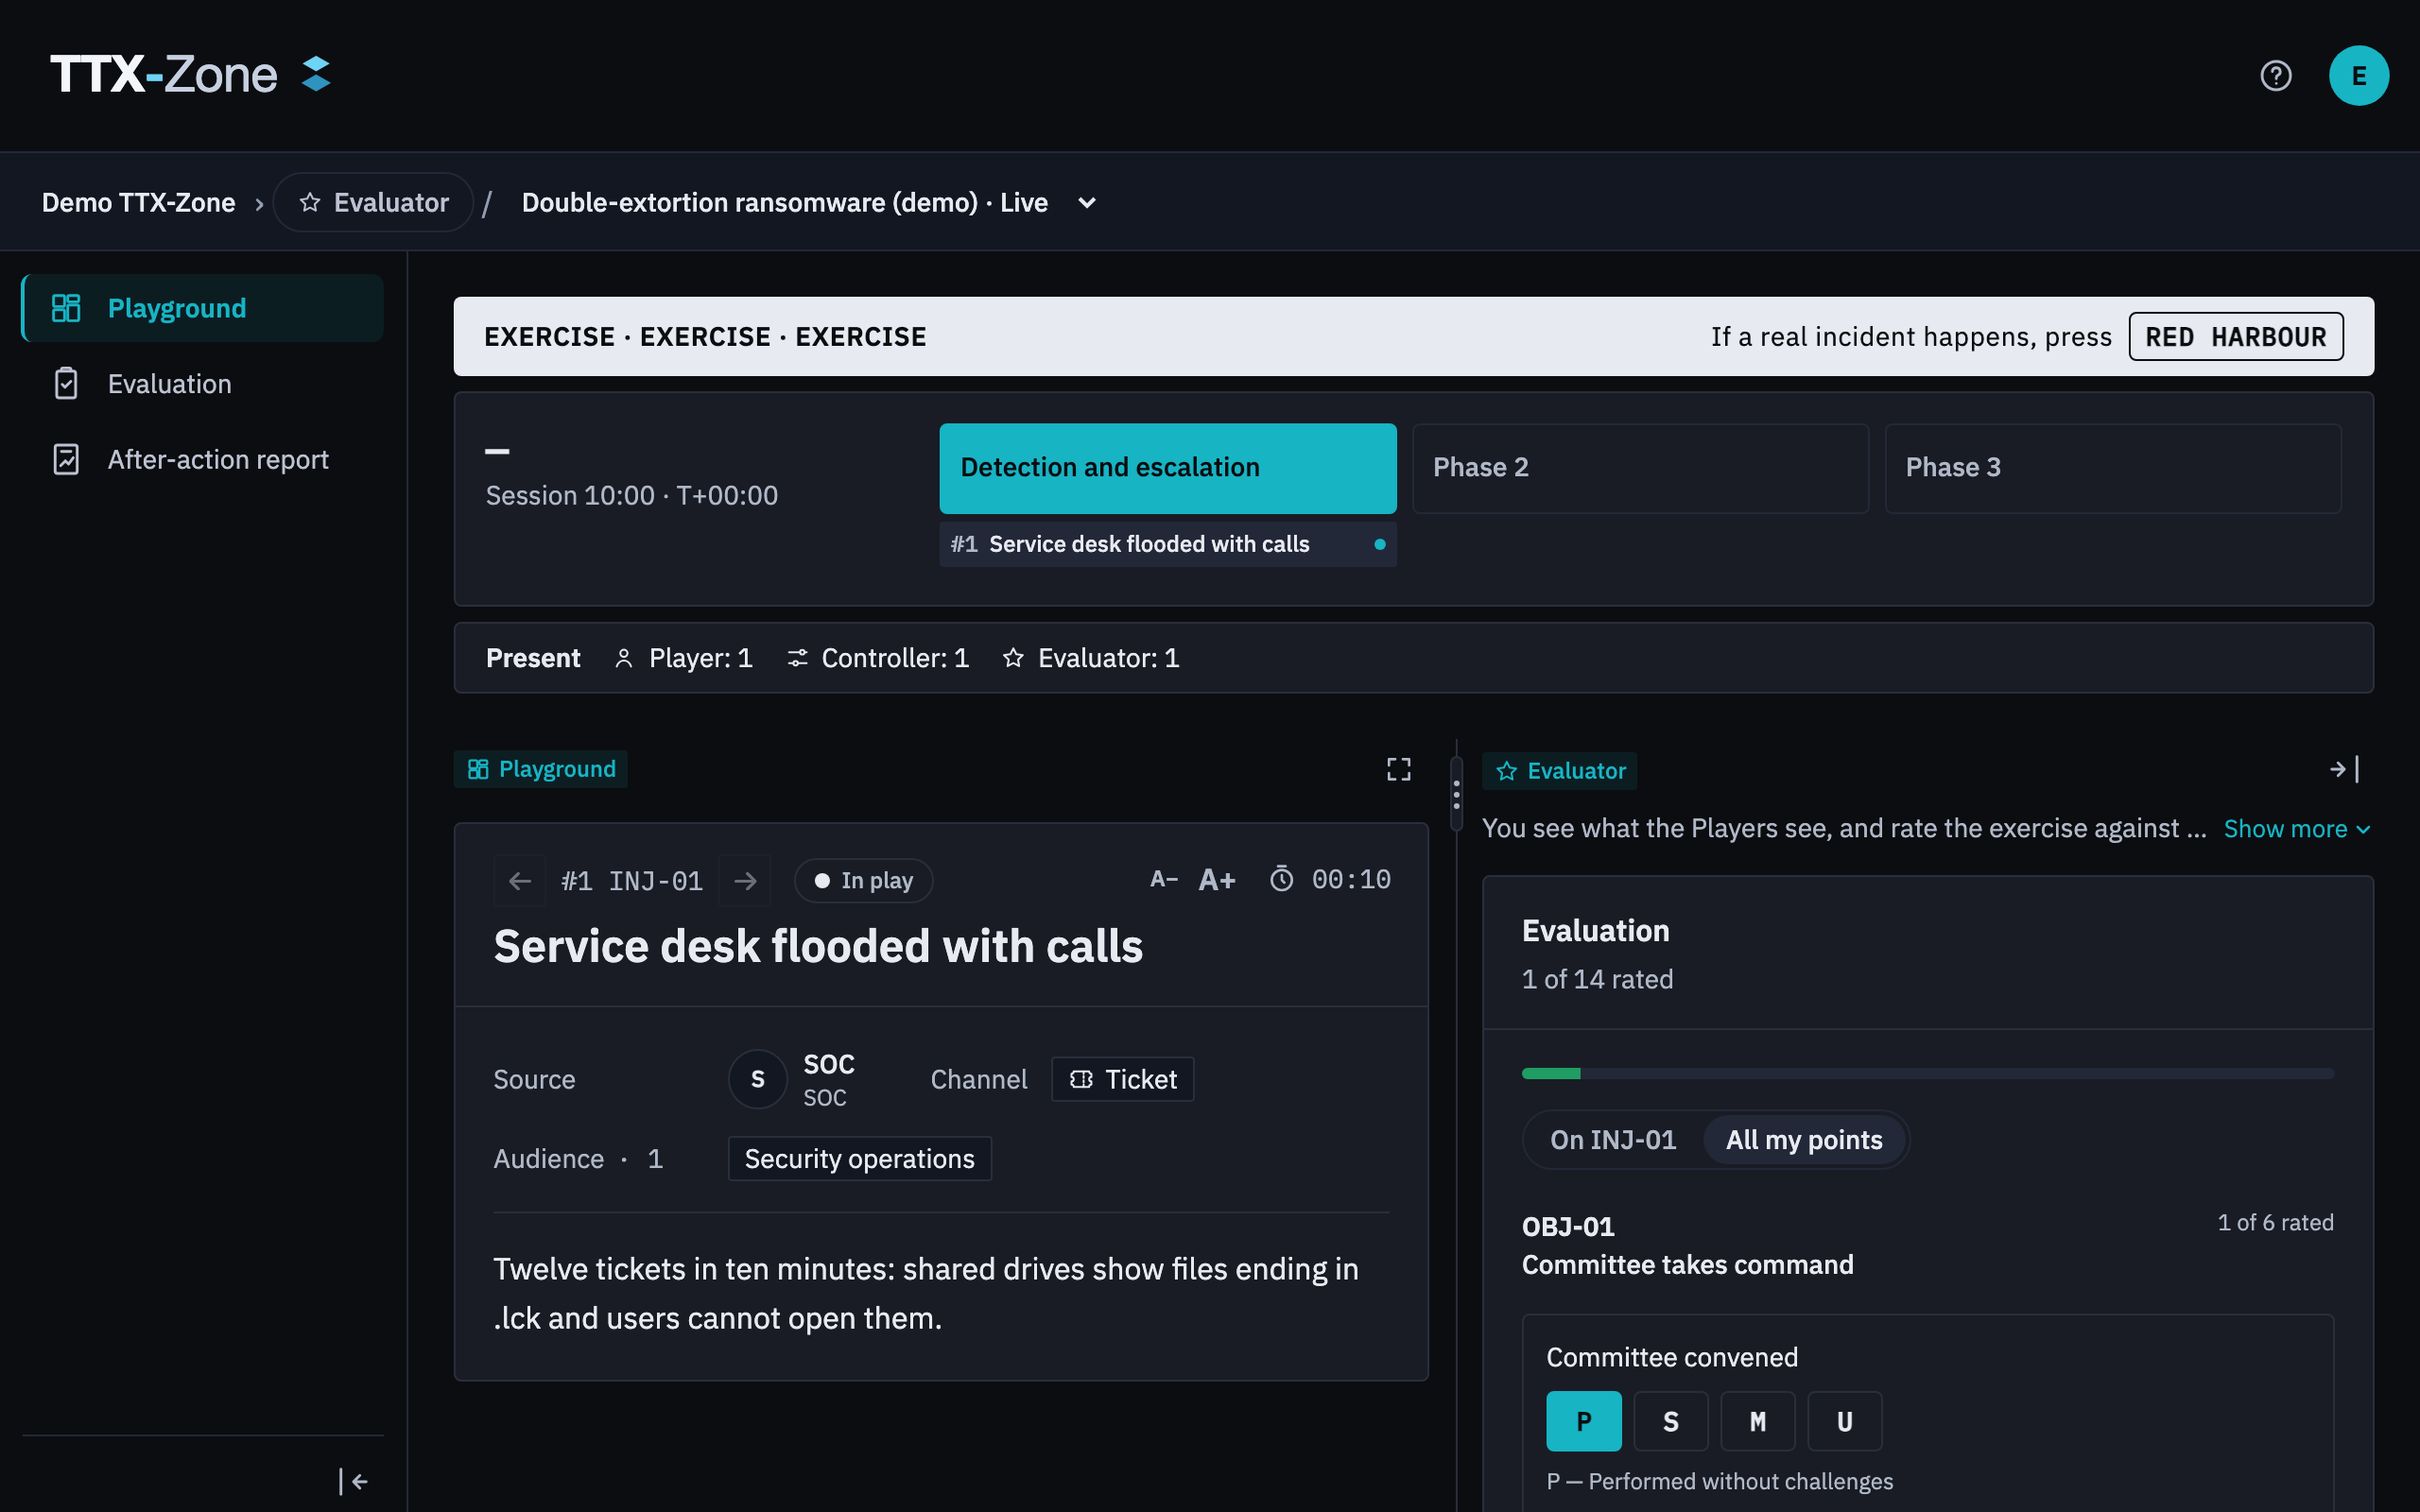 TTX-Zone
E
Demo TTX-Zone › Evaluator / Double-extortion ransomware (demo) · Live
Playground
Evaluation
After-action report
EXERCISE · EXERCISE · EXERCISE
If a real incident happens, press RED HARBOUR
–
Session 10:00 · T+00:00
Detection and escalation
Phase 2
Phase 3
#1 Service desk flooded with calls
Present Player: 1 Controller: 1 Evaluator: 1
Playground
#1 INJ-01 In play A− A+ 00:10
Service desk flooded with calls
Source S SOC
SOC
Channel Ticket
Audience · 1 Security operations
Twelve tickets in ten minutes: shared drives show files ending in
.lck and users cannot open them.
Evaluator
You see what the Players see, and rate the exercise against ... Show more
Evaluation
1 of 14 rated
On INJ-01 All my points
OBJ-01 1 of 6 rated
Committee takes command
Committee convened
P S M U
P — Performed without challenges